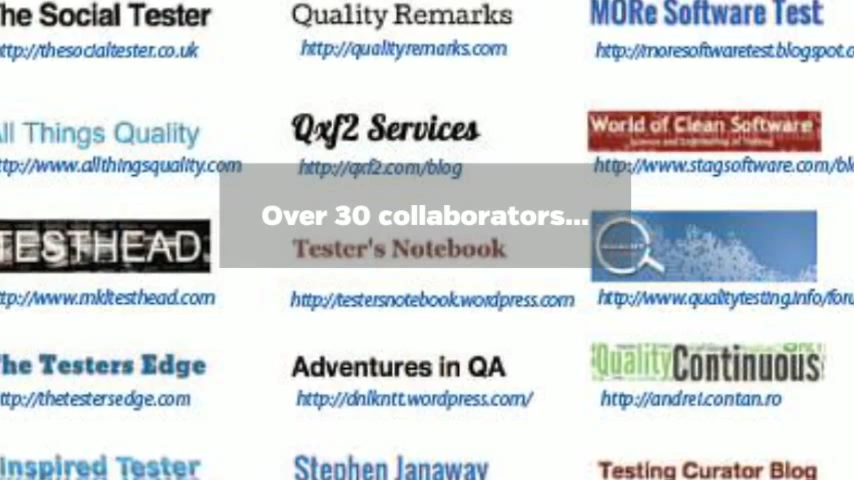 he Social Tester
Quality Remarks
MORe Software Test
ttp://thesocialtester.co.uk
http://qualityremarks.com
http://moresoftwaretest.blogspot.c
ll Things Quality
Qxf2 Services
World of Clean Software
ttp://www.allthingsquality.com
http://qxf2.com/blog
http://www.stagsoftware.com/bl
Over 30 collaborators...
TESTHEAD
Tester's Notebook
ttp://www.mkltesthead.com
http://testersnotebook.wordpress.com
http://www.qualitytesting.info/foru
he Testers Edge
Adventures in QA
QualityContinuous
ttp://thetestersedge.com
http://dnlkntt.wordpress.com/
http://andrei.contan.ro
Inspired Tester
Stephen Janaway
Testing Curator Blog